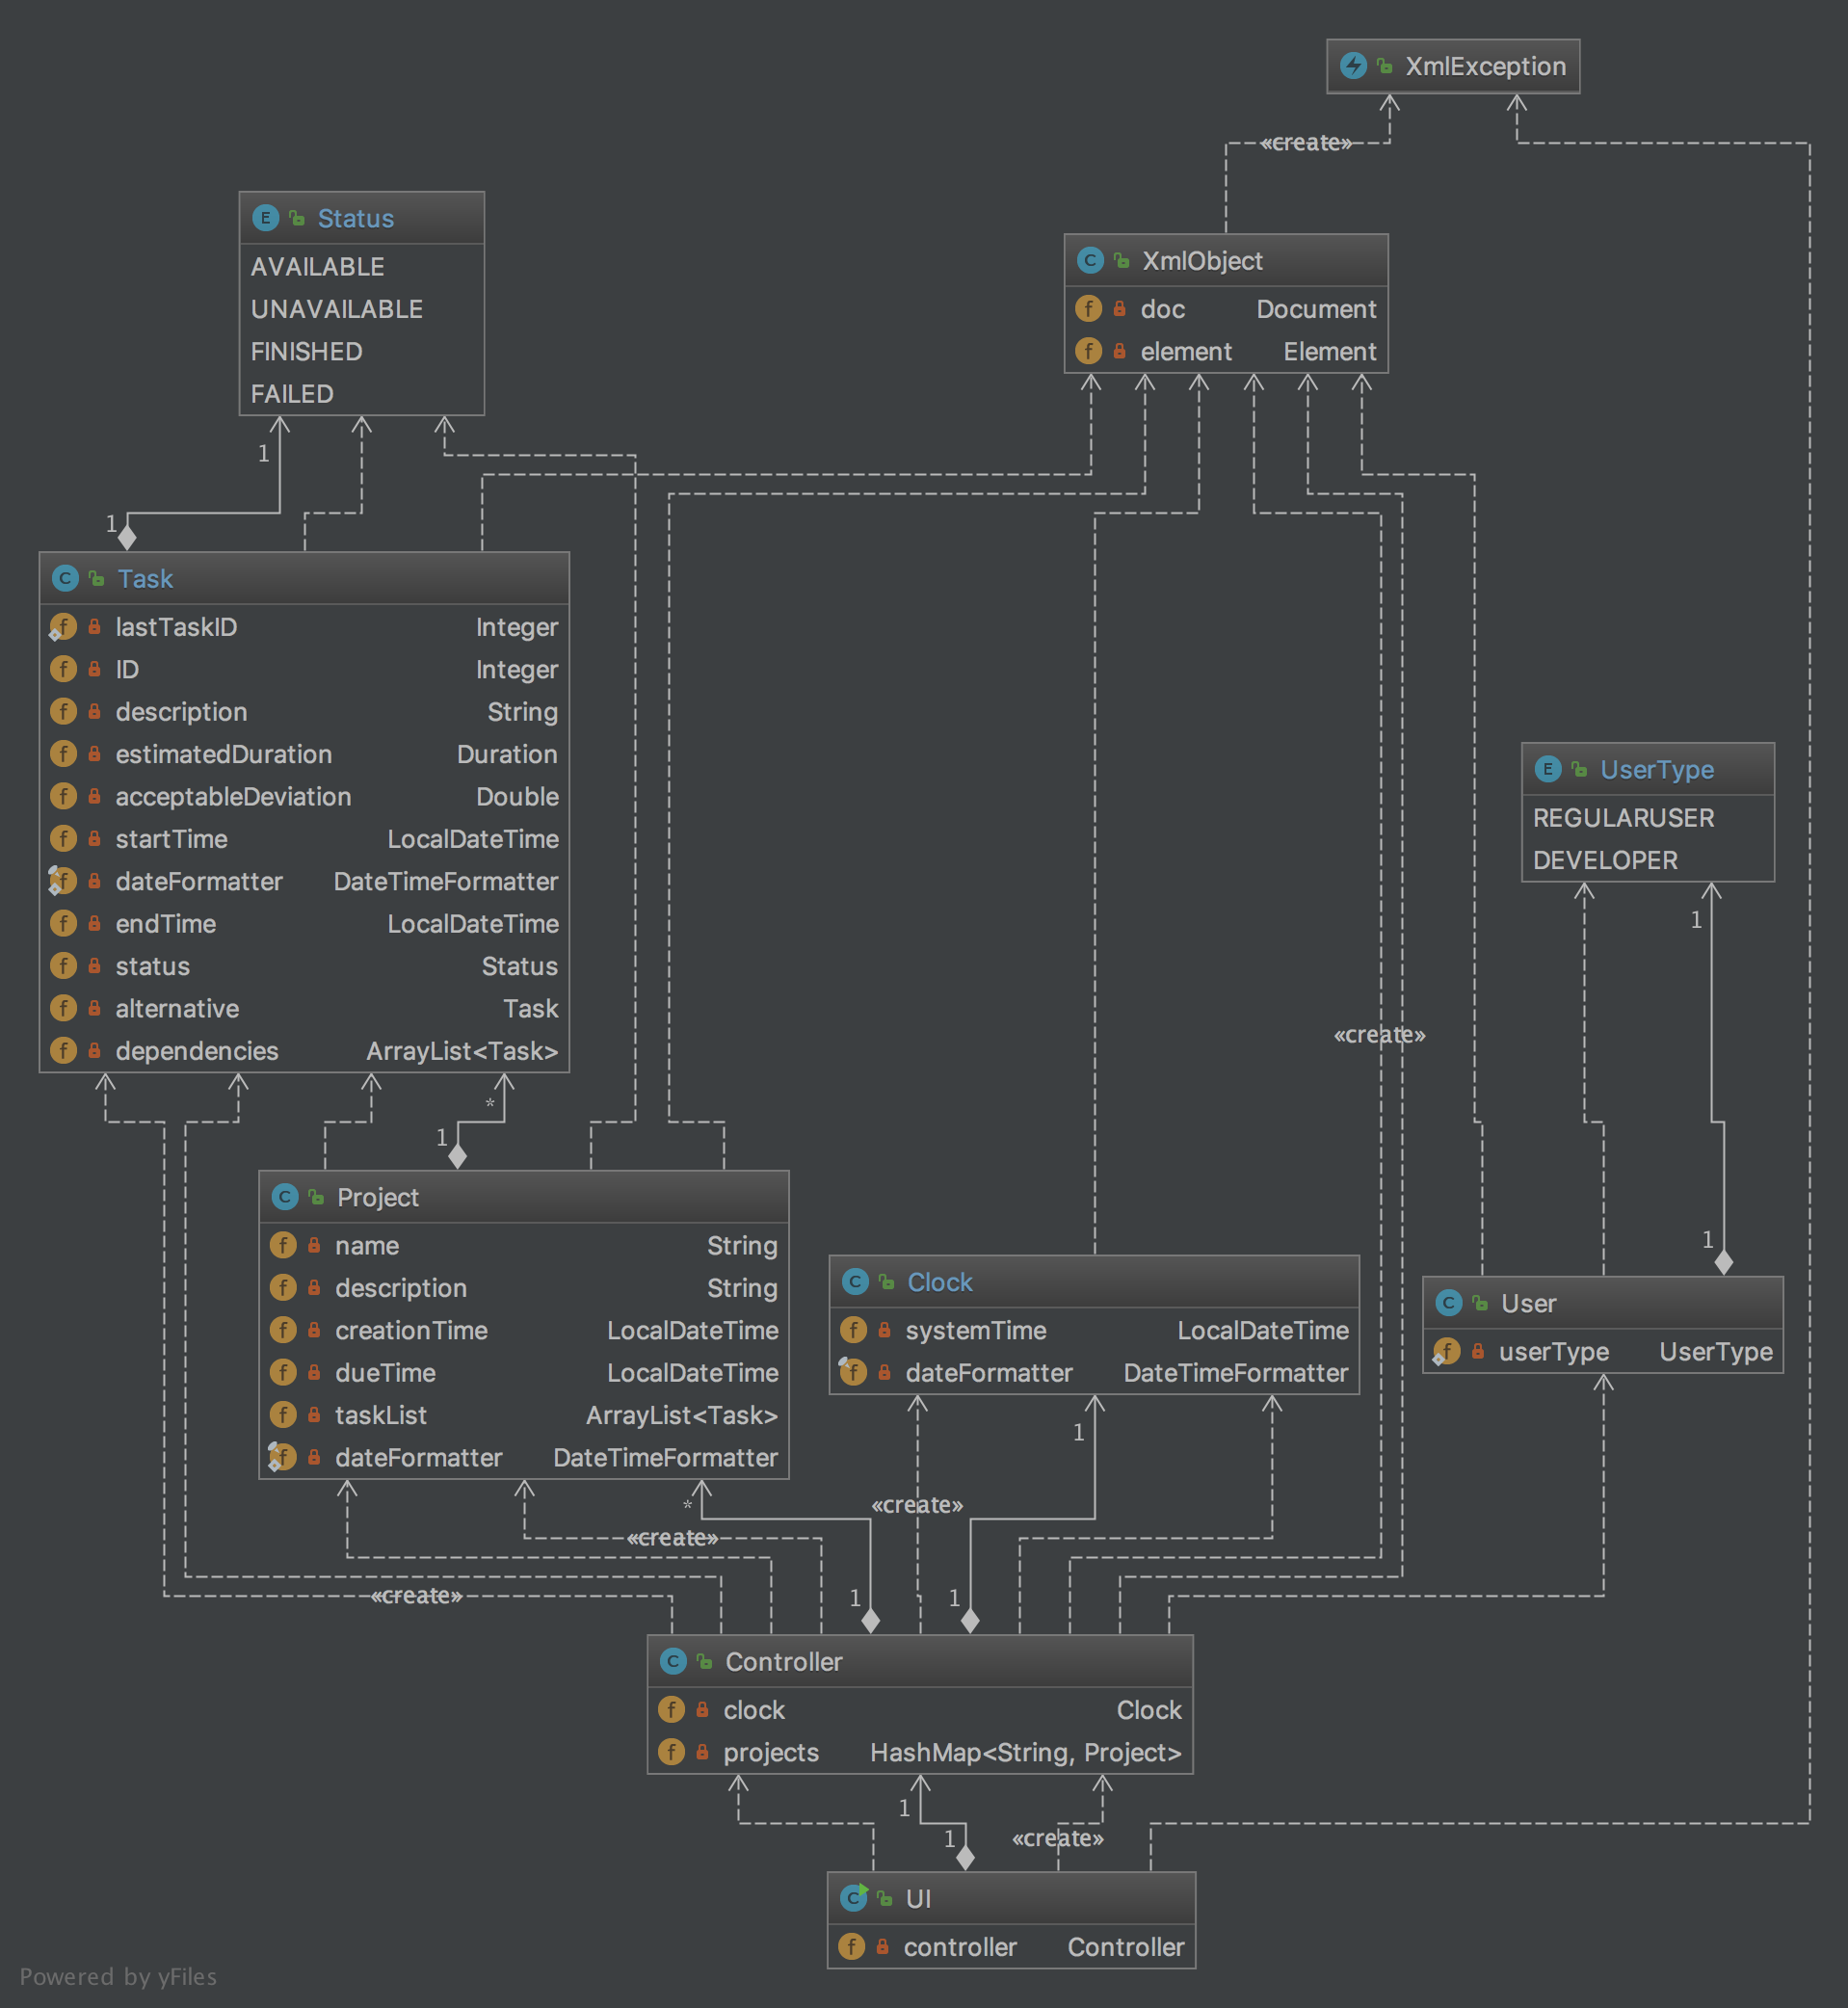 XmlException
«create»
Status
AVAILABLE
UNAVAILABLE
FINISHED
FAILED
XmlObject
doc Document
element Element
1
1
Task
lastTaskID Integer
ID Integer
description String
estimatedDuration Duration
acceptableDeviation Double
startTime LocalDateTime
dateFormatter DateTimeFormatter
endTime LocalDateTime
status Status
alternative Task
dependencies ArrayList<Task>
UserType
REGULARUSER
DEVELOPER
1
«create»
*
1
Project
name String
description String
creationTime LocalDateTime
dueTime LocalDateTime
taskList ArrayList<Task>
dateFormatter DateTimeFormatter
Clock
systemTime LocalDateTime
dateFormatter DateTimeFormatter
1
User
userType UserType
1
*
«create»
«create»
«create»
1
1
Controller
clock Clock
projects HashMap<String, Project>
1
1
«create»
UI
controller Controller
Powered by yFiles